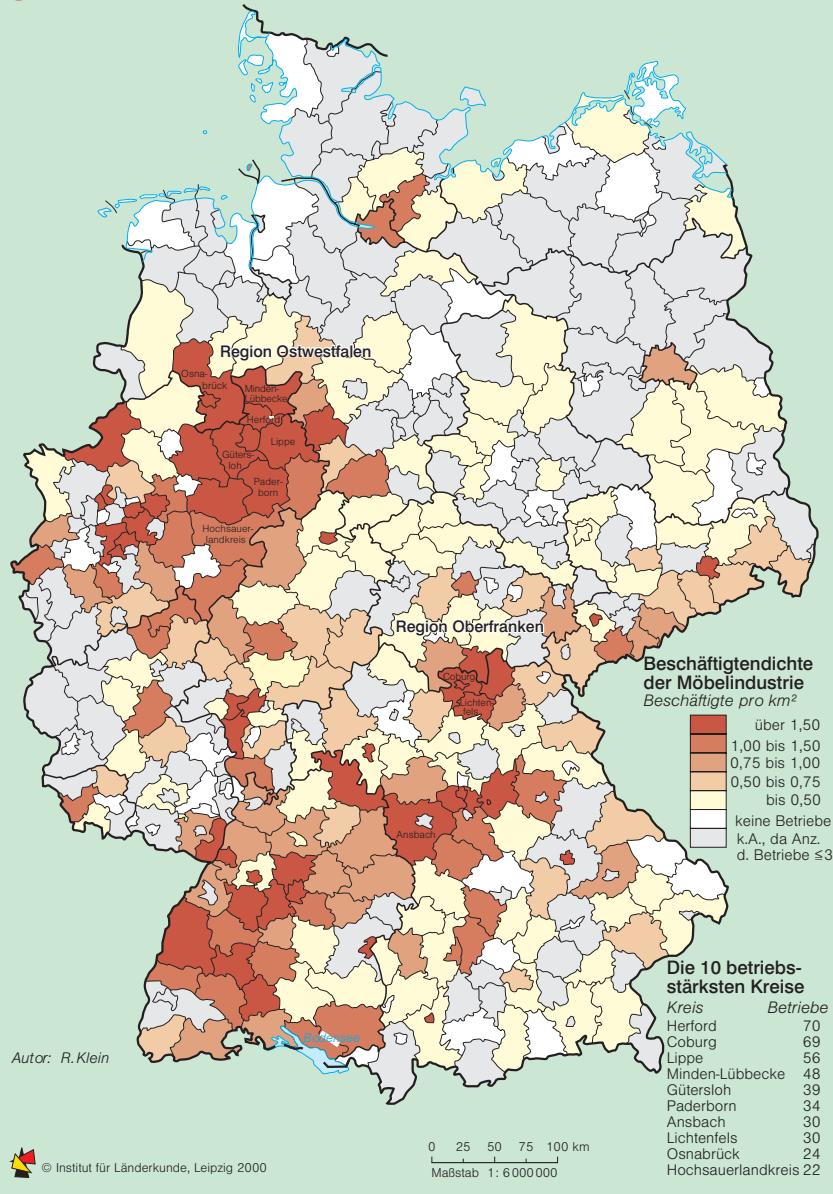 Region Ostwestfalen
Osna-
brück
Minden-
Lübbecke
Herford
Lippe
Güters-
loh
Pader-
born
Hochsauer-
landkreis
Region Oberfranken
Coburg
Lichten-
fels
Ansbach
Bodensee
Beschäftigtendichte
der Möbelindustrie
Beschäftigte pro km²
über 1,50
1,00 bis 1,50
0,75 bis 1,00
0,50 bis 0,75
bis 0,50
keine Betriebe
k.A., da Anz.
d. Betriebe ≤3
Die 10 betriebs-
stärksten Kreise
Kreis Betriebe
Herford 70
Coburg 69
Lippe 56
Minden-Lübbecke 48
Gütersloh 39
Paderborn 34
Ansbach 30
Lichtenfels 30
Osnabrück 24
Hochsauerlandkreis 22
Autor: R. Klein
© Institut für Länderkunde, Leipzig 2000
0 25 50 75 100 km
Maßstab 1: 6000000